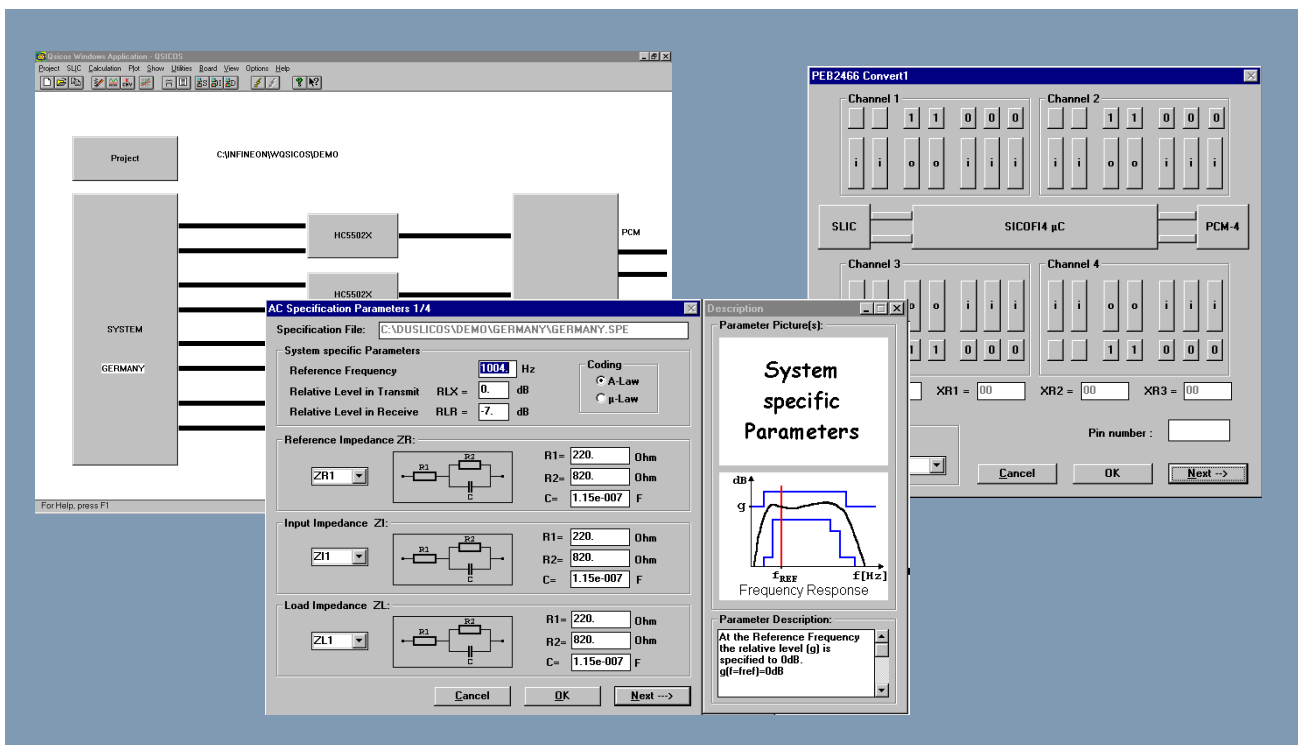 Qsicos Windows Application - QSICOS
Project SLIC Calculation Plot Show Utilities Board View Options Help
Project
C:\INFINEON\WQSICOS\DEMO
SYSTEM
GERMANY
HC5502X
HC5502X
PCM
For Help, press F1
AC Specification Parameters 1/4
Specification File: C:\DUSLICOS\DEMO\GERMANY\GERMANY.SPE
System specific Parameters
Reference Frequency 1004. Hz
Relative Level in Transmit RLX = 0. dB
Relative Level in Receive RLR = -7. dB
Coding
A-Law
µ-Law
Reference Impedance ZR:
ZR1
R1 R2 C
R1= 220. Ohm
R2= 820. Ohm
C= 1.15e-007 F
Input Impedance ZI:
ZI1
R1 R2 C
R1= 220. Ohm
R2= 820. Ohm
C= 1.15e-007 F
Load Impedance ZL:
ZL1
R1 R2 C
R1= 220. Ohm
R2= 820. Ohm
C= 1.15e-007 F
Cancel OK Next --->
Description
Parameter Picture(s):
System
specific
Parameters
dB
g
fREF f[Hz]
Frequency Response
Parameter Description:
At the Reference Frequency
the relative level (g) is
specified to 0dB.
g(f=fref)=0dB
PEB2466 Convert1
Channel 1 Channel 2
1 1 0 0 0 1 1 0 0 0
i i o o i i i i i o o i i i
SLIC SICOFI4 µC PCM-4
Channel 3 Channel 4
o o i i i i i o o i i i
1 1 0 0 0 1 1 0 0 0
XR1 = 00 XR2 = 00 XR3 = 00
Pin number :
Cancel OK Next -->